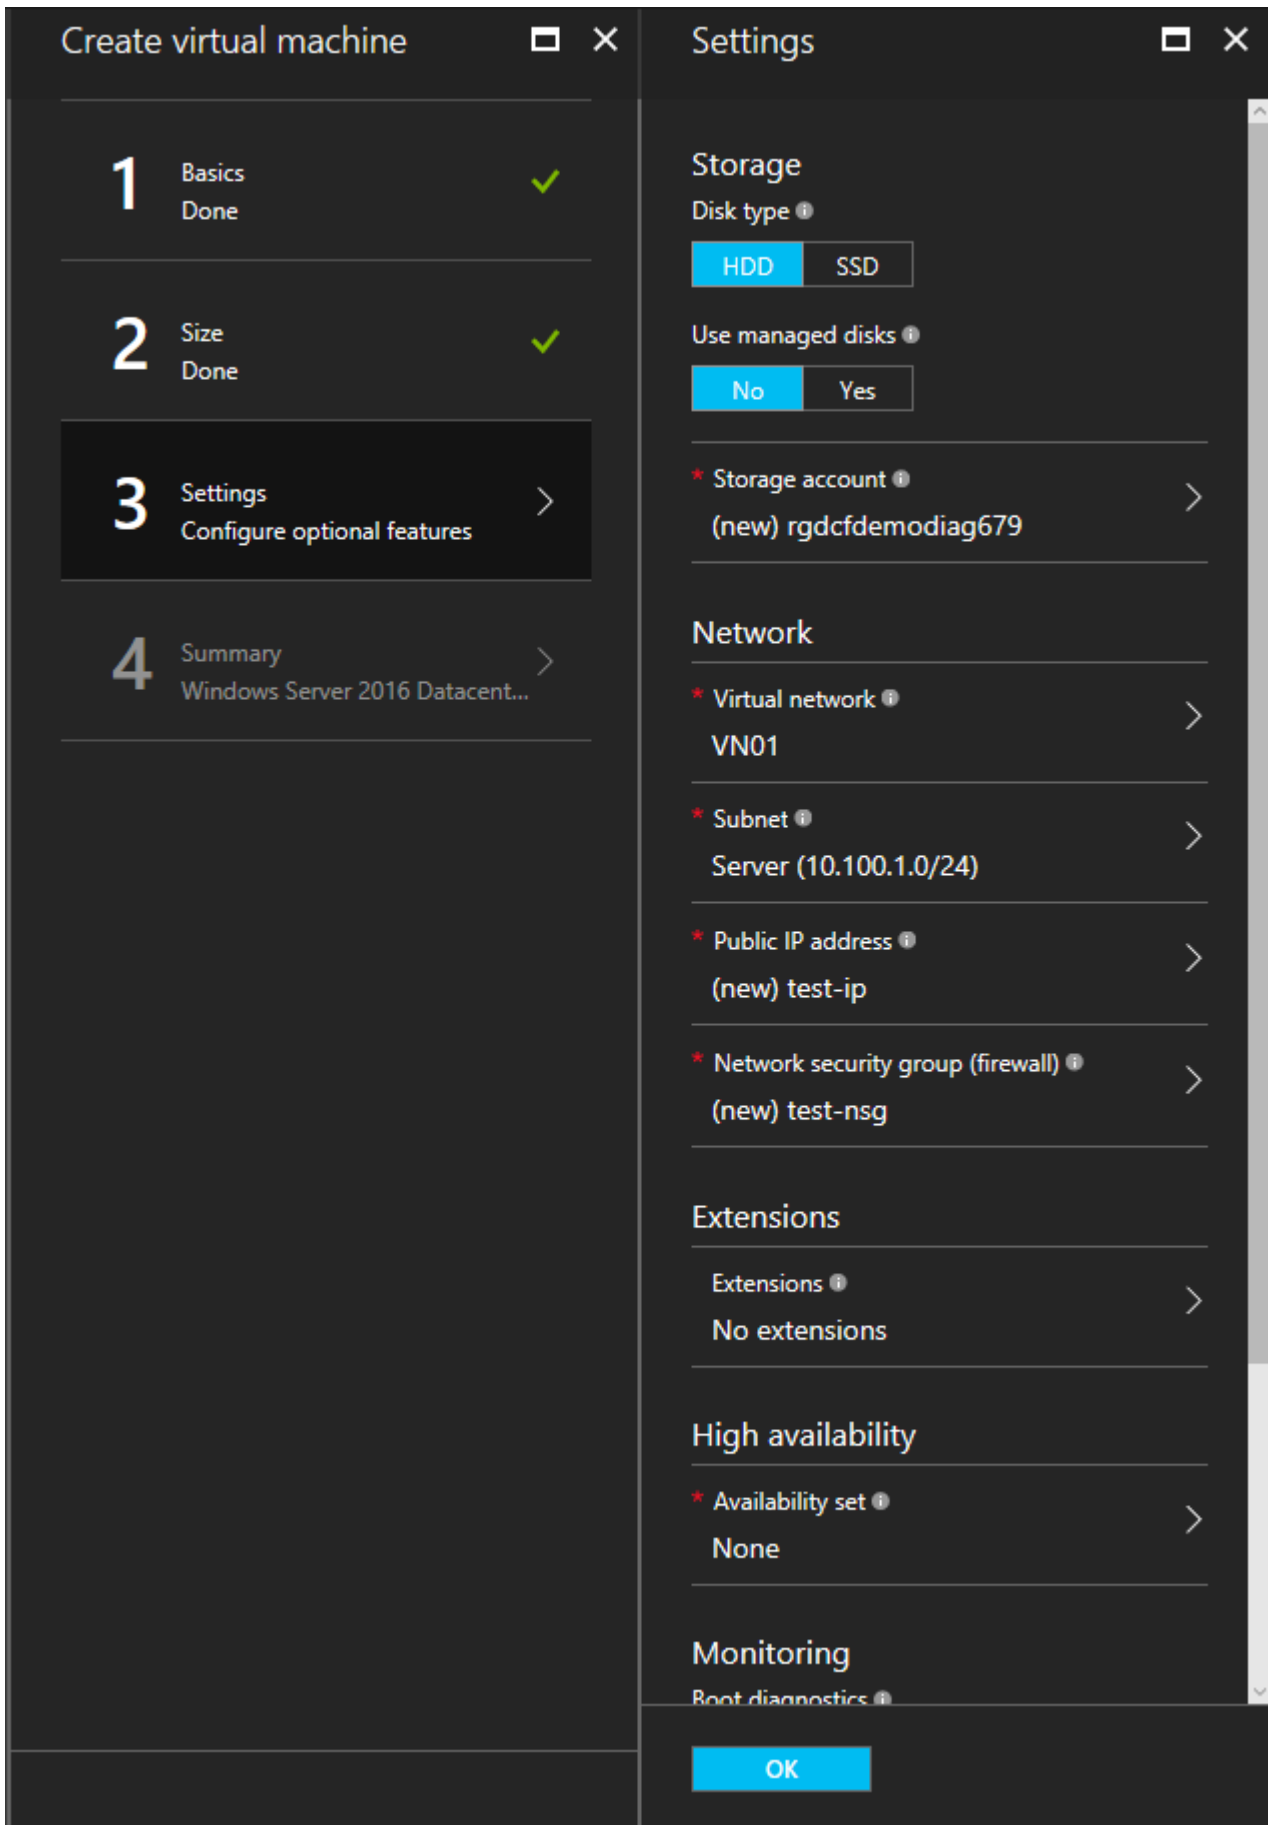 Create virtual machine
1
Basics
Done
2
Size
Done
3
Settings
Configure optional features
4
Summary
Windows Server 2016 Datacent...
Settings
Storage
Disk type
HDD SSD
Use managed disks
No Yes
* Storage account
(new) rgdcfdemodiag679
Network
* Virtual network
VN01
* Subnet
Server (10.100.1.0/24)
* Public IP address
(new) test-ip
* Network security group (firewall)
(new) test-nsg
Extensions
Extensions
No extensions
High availability
* Availability set
None
Monitoring
Boot diagnostics
OK